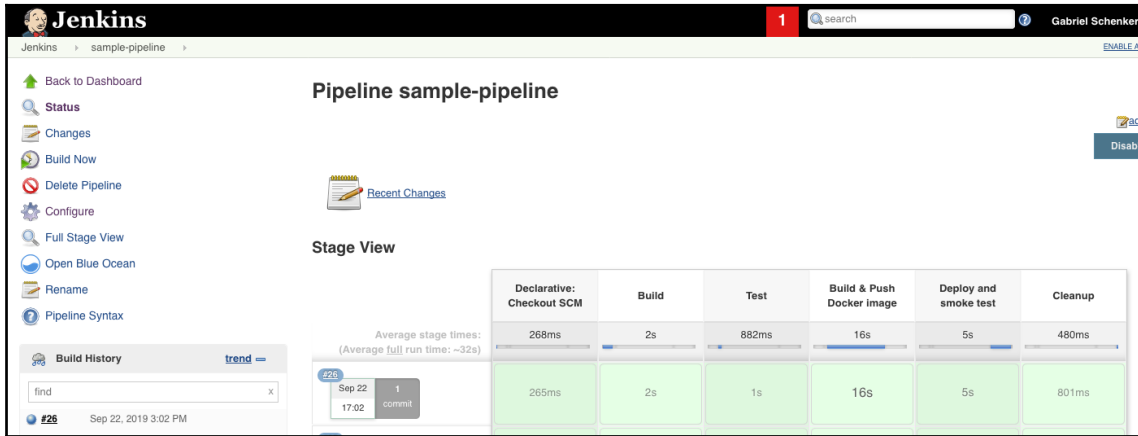 Jenkins
1
search
Gabriel Schenker
Jenkins
sample-pipeline
ENABLE A
Back to Dashboard
Status
Changes
Build Now
Delete Pipeline
Configure
Full Stage View
Open Blue Ocean
Rename
Pipeline Syntax
Build History
trend
find
x
#26 Sep 22, 2019 3:02 PM
Pipeline sample-pipeline
ad
Disab
Recent Changes
Stage View
Declarative:
Checkout SCM
Build
Test
Build & Push
Docker image
Deploy and
smoke test
Cleanup
Average stage times:
(Average full run time: ~32s)
268ms
2s
882ms
16s
5s
480ms
#26
Sep 22
17:02
1
commit
265ms
2s
1s
16s
5s
801ms